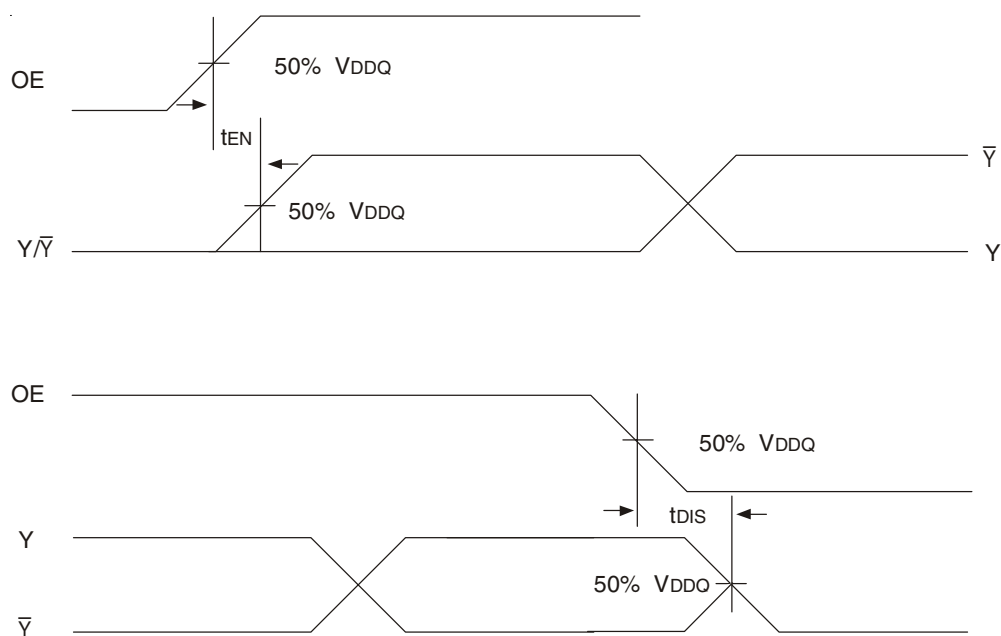 OE
50% VDDQ
tEN
50% VDDQ
Y̅
Y/Y̅
Y
OE
50% VDDQ
tDIS
Y
50% VDDQ
Y̅